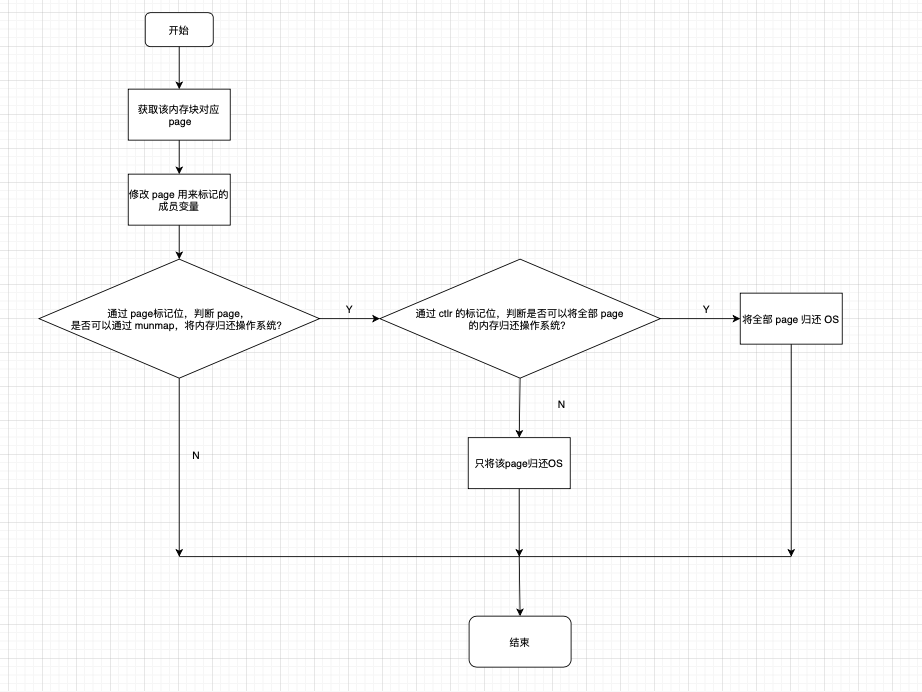 开始
获取该内存块对应
page
修改 page 用来标记的
成员变量
通过 page标记位，判断 page，
是否可以通过 munmap，将内存归还操作系统？
Y
通过 ctlr 的标记位，判断是否可以将全部 page
的内存归还操作系统？
Y
将全部 page 归还 OS
N
N
只将该page归还OS
结束